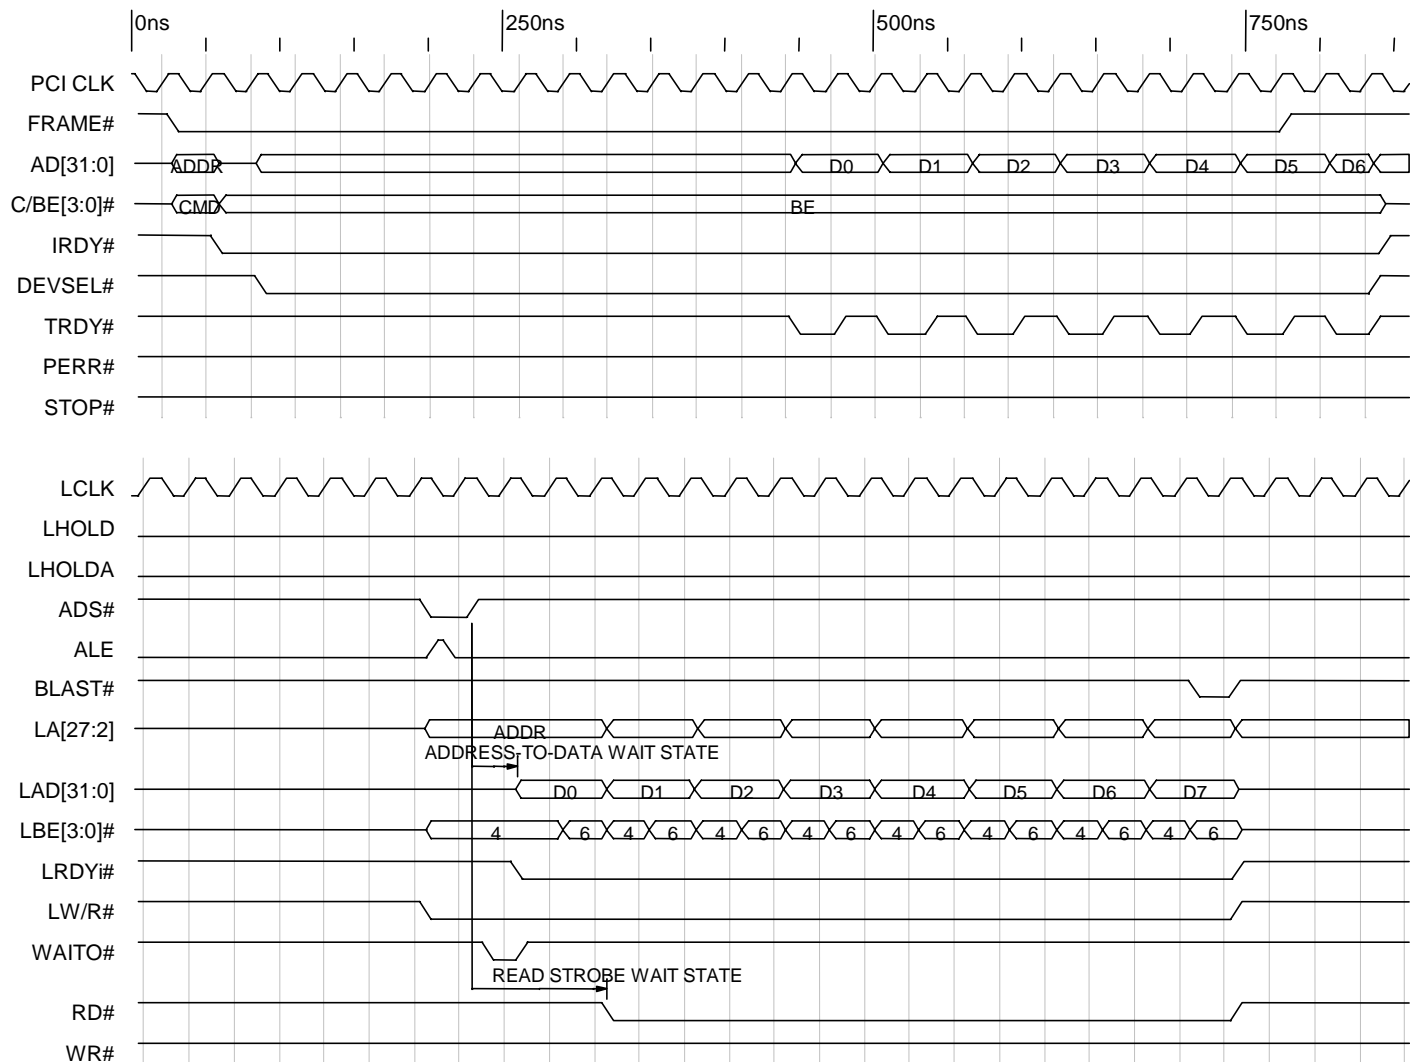 0ns 250ns 500ns 750ns
PCI CLK
FRAME#
AD[31:0] ADDR D0 D1 D2 D3 D4 D5 D6
C/BE[3:0]# CMD BE
IRDY#
DEVSEL#
TRDY#
PERR#
STOP#
LCLK
LHOLD
LHOLDA
ADS#
ALE
BLAST#
LA[27:2] ADDR
ADDRESS-TO-DATA WAIT STATE
LAD[31:0] D0 D1 D2 D3 D4 D5 D6 D7
LBE[3:0]# 4 6 4 6 4 6 4 6 4 6 4 6 4 6 4 6
LRDYi#
LW/R#
WAITO#
READ STROBE WAIT STATE
RD#
WR#